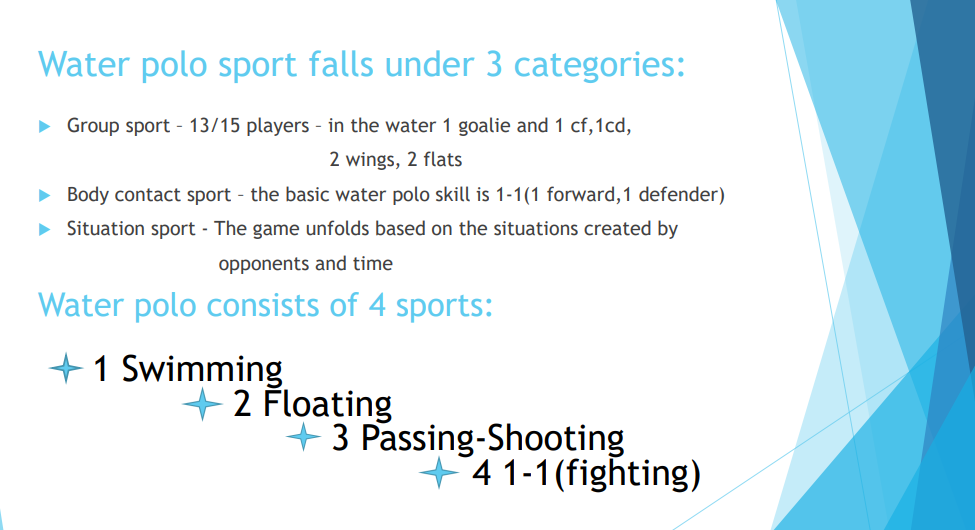 Water polo sport falls under 3 categories:
Group sport – 13/15 players – in the water 1 goalie and 1 cf,1cd,
2 wings, 2 flats
Body contact sport – the basic water polo skill is 1-1(1 forward,1 defender)
Situation sport - The game unfolds based on the situations created by
opponents and time
Water polo consists of 4 sports:
1 Swimming
2 Floating
3 Passing-Shooting
4 1-1(fighting)